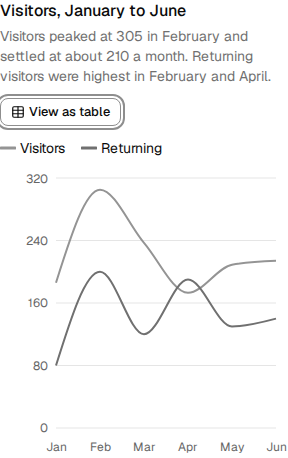 Visitors, January to June
Visitors peaked at 305 in February and
settled at about 210 a month. Returning
visitors were highest in February and April.
View as table
Visitors Returning
320
240
160
80
0
Jan Feb Mar Apr May Jun